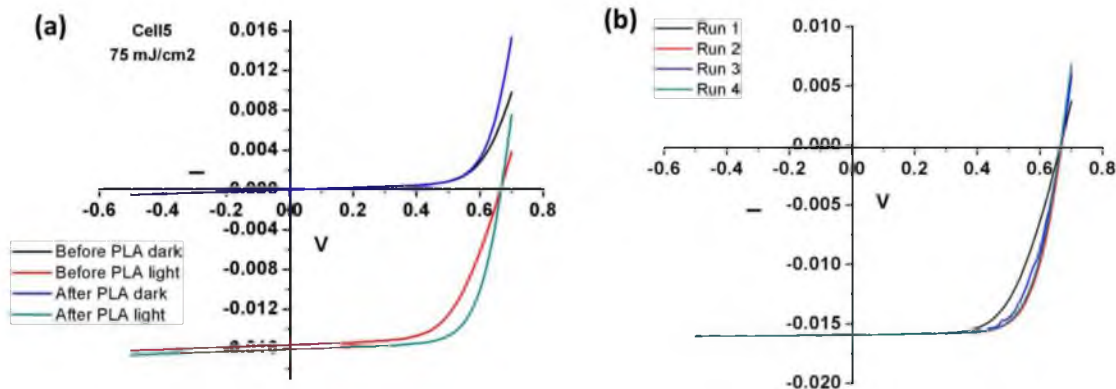 (a)
Cell5
75 mJ/cm2
0.016
0.012
0.008
0.004
0.000
-0.6
-0.4
-0.2
0.0
0.2
0.4
0.6
0.8
-0.004
-0.008
-0.012
-0.016
I
V
Before PLA dark
Before PLA light
After PLA dark
After PLA light
(b)
Run 1
Run 2
Run 3
Run 4
0.010
0.005
0.000
-0.6
-0.4
-0.2
0.0
0.2
0.4
0.6
0.8
-0.005
-0.010
-0.015
-0.020
I
V